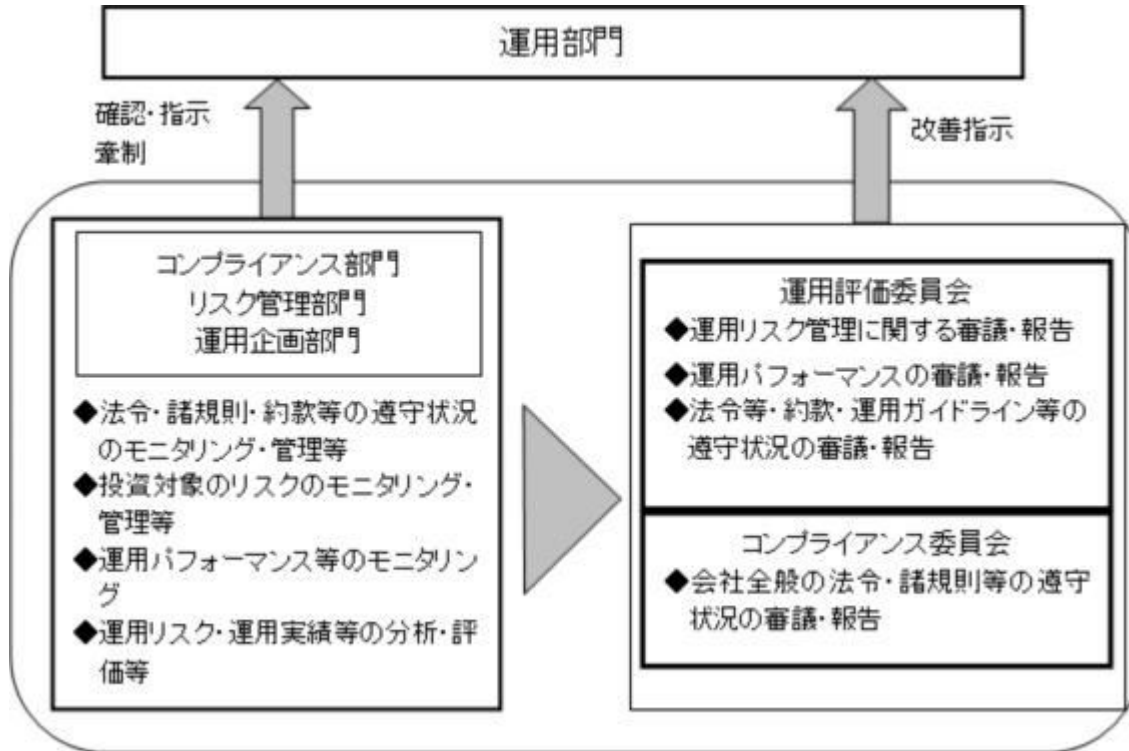 運用部門
確認・指示
牽制
改善指示
コンプライアンス部門
リスク管理部門
運用企画部門
◆法令・諸規則・約款等の遵守状況
のモニタリング・管理等
◆投資対象のリスクのモニタリング・
管理等
◆運用パフォーマンス等のモニタリン
グ
◆運用リスク・運用実績等の分析・評
価等
運用評価委員会
◆運用リスク管理に関する審議・報告
◆運用パフォーマンスの審議・報告
◆法令等・約款・運用ガイドライン等の
遵守状況の審議・報告
コンプライアンス委員会
◆会社全般の法令・諸規則等の遵守
状況の審議・報告